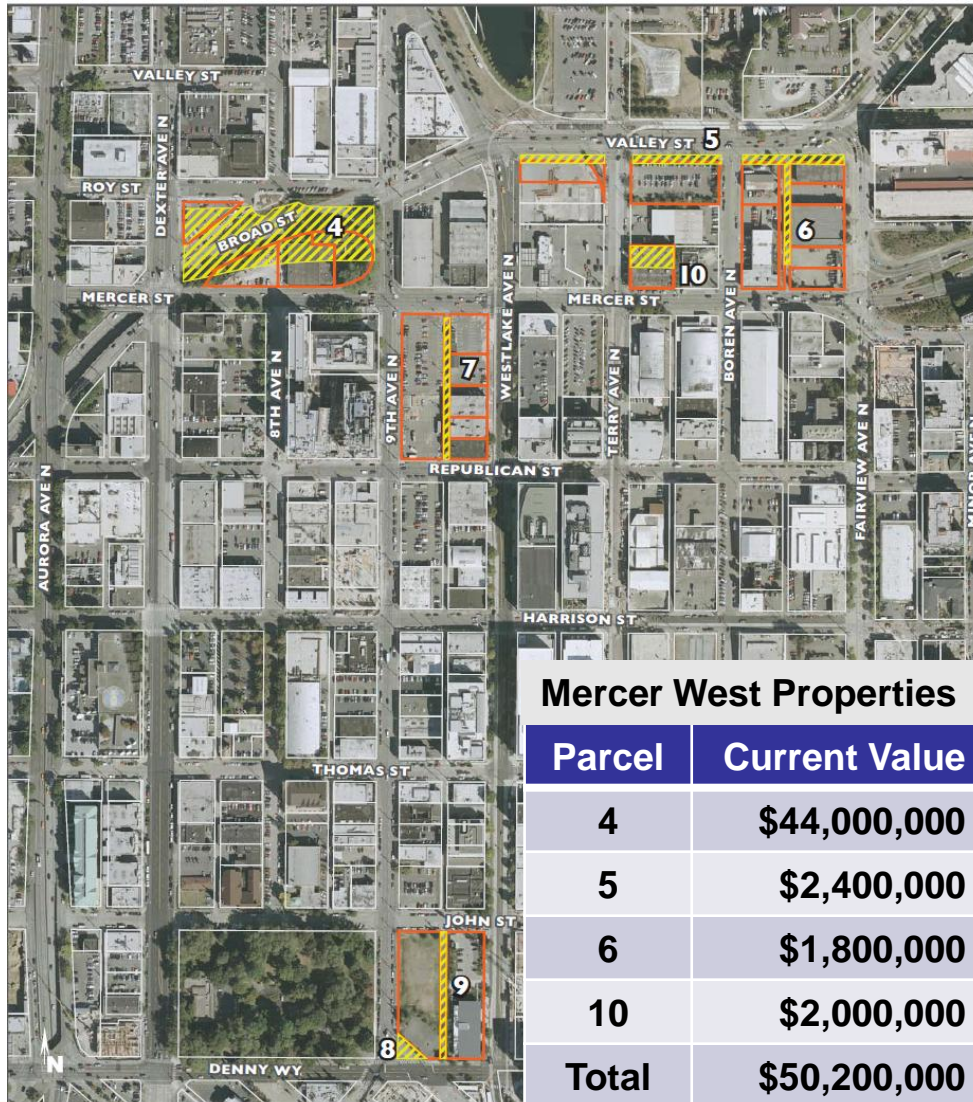 VALLEY ST
VALLEY ST 5
DEXTER AVE N
ROY ST
BROAD ST 4
6
10
MERCER ST
MERCER ST
WESTLAKE AVE N
BOREN AVE N
TERRY AVE N
8TH AVE N
9TH AVE N
7
REPUBLICAN ST
AURORA AVE N
FAIRVIEW AVE N
HARRISON ST
THOMAS ST
JOHN ST
9
8
DENNY WY
N
Mercer West Properties
Parcel Current Value
4 $44,000,000
5 $2,400,000
6 $1,800,000
10 $2,000,000
Total $50,200,000